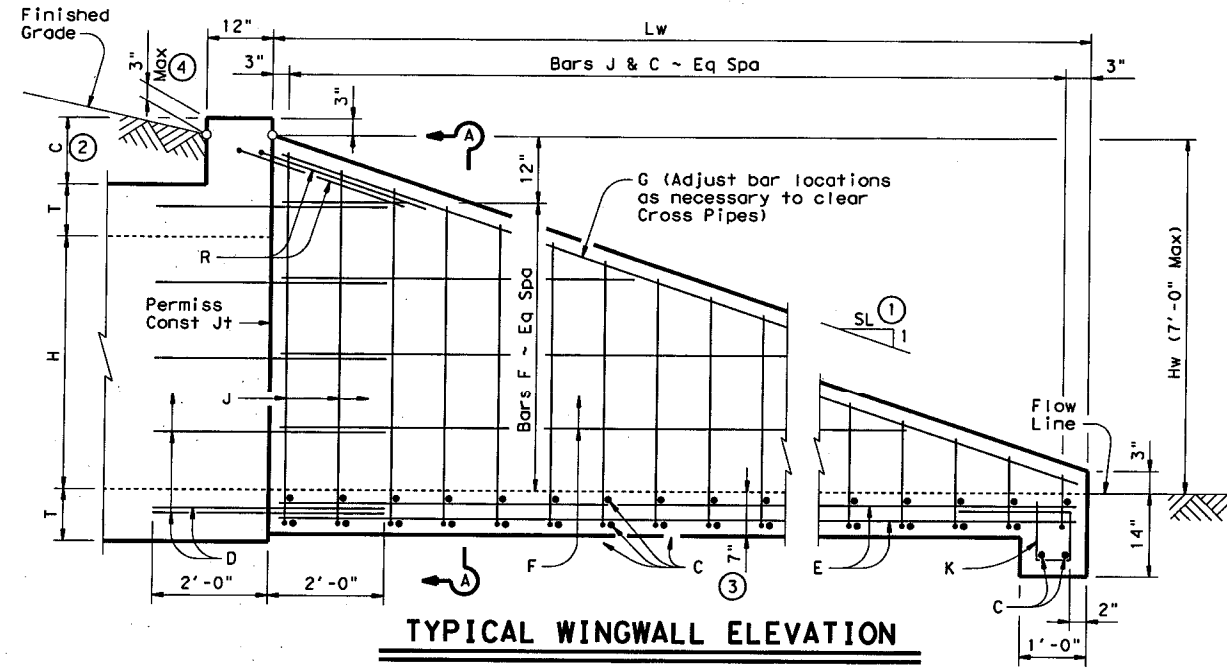 Finished
Grade
12"
Lw
3"
Max
4
3"
Bars J & C ~ Eq Spa
3"
3"
A
C
2
12"
G (Adjust bar locations
as necessary to clear
Cross Pipes)
T
R
Permiss
Const Jt
Bars F ~ Eq Spa
SL
1
1
Hw (7'-0" Max)
H
J
Flow
Line
3"
T
14"
D
A
F
7"
3
C
E
K
C
2'-0"
2'-0"
2"
1'-0"
TYPICAL WINGWALL ELEVATION